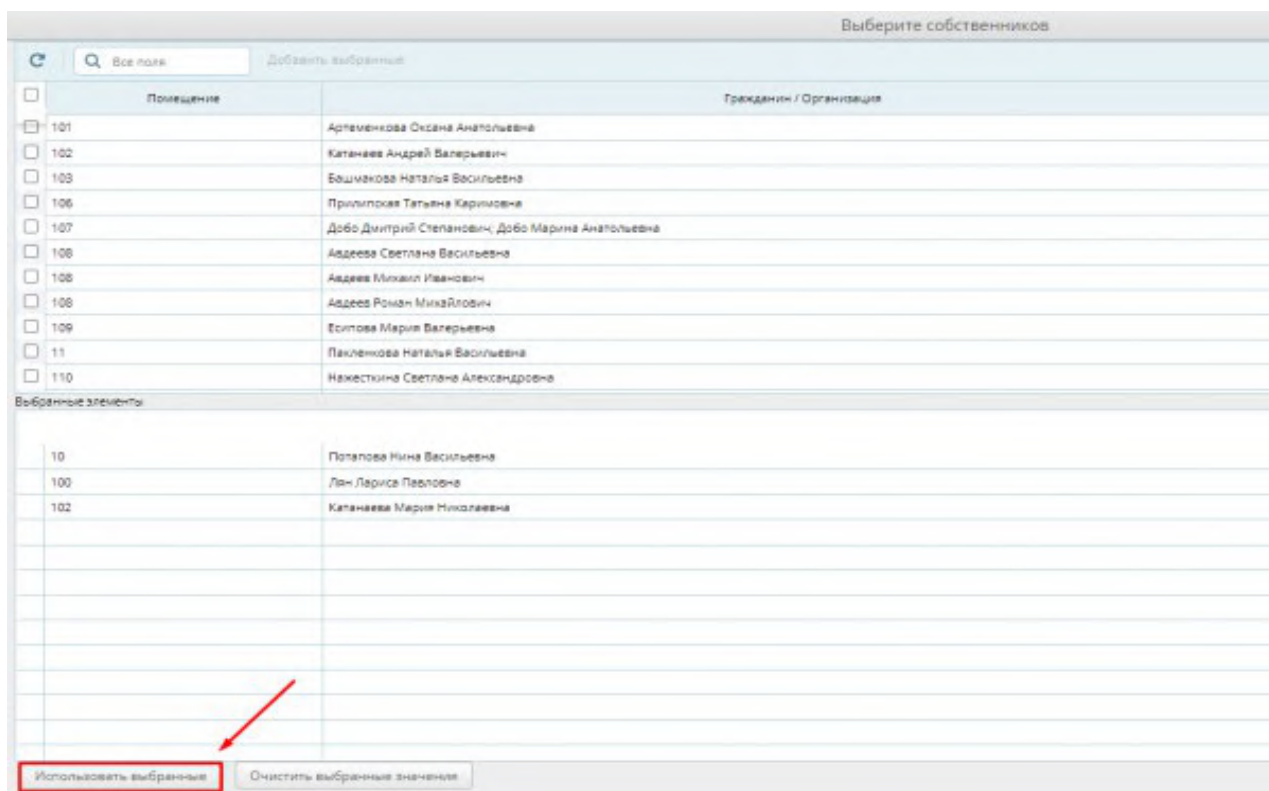 Выберите собственников
Все поля Добавить выбранные
Помещение Гражданин / Организация
101 Артеменкова Оксана Анатольевна
102 Катанаев Андрей Валерьевич
103 Башмакова Наталья Васильевна
106 Прилипская Татьяна Каримовна
107 Добо Дмитрий Степанович; Добо Марина Анатольевна
108 Авдеева Светлана Васильевна
108 Авдеев Михаил Иванович
108 Авдеев Роман Михайлович
109 Есипова Мария Валерьевна
11 Пакленкова Наталья Васильевна
110 Нажесткина Светлана Александровна
Выбранные элементы
10 Потапова Нина Васильевна
100 Лян Лариса Павловна
102 Катанаева Мария Николаевна
Использовать выбранные Очистить выбранные значения